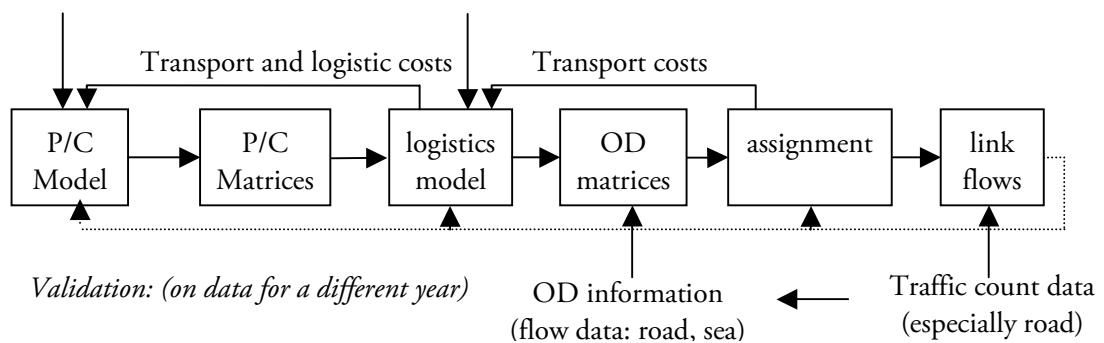 Transport and logistic costs
Transport costs
P/C
Model
P/C
Matrices
logistics
model
OD
matrices
assignment
link
flows
Validation: (on data for a different year)
OD information
(flow data: road, sea)
Traffic count data
(especially road)